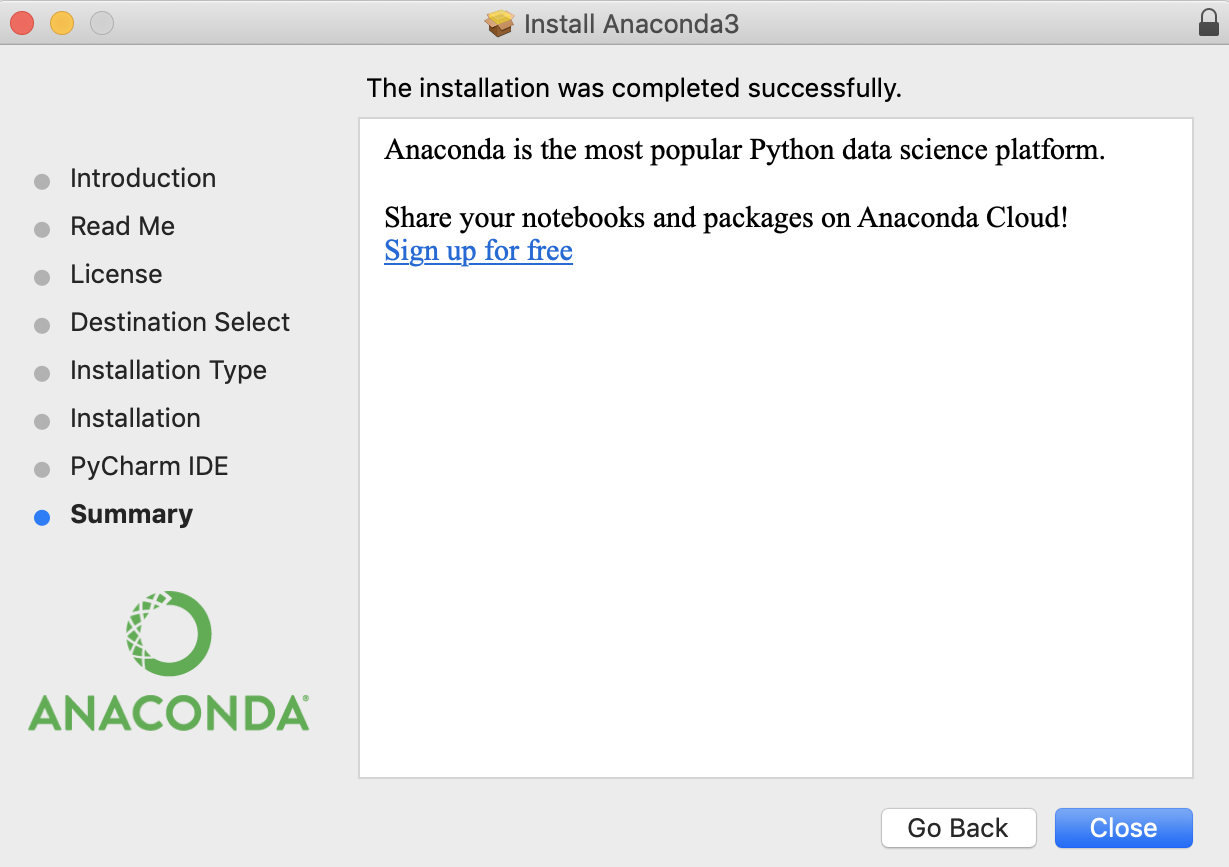 Install Anaconda3
The installation was completed successfully.
Introduction
Read Me
License
Destination Select
Installation Type
Installation
PyCharm IDE
Summary
Anaconda is the most popular Python data science platform.
Share your notebooks and packages on Anaconda Cloud!
Sign up for free
ANACONDA®
Go Back
Close